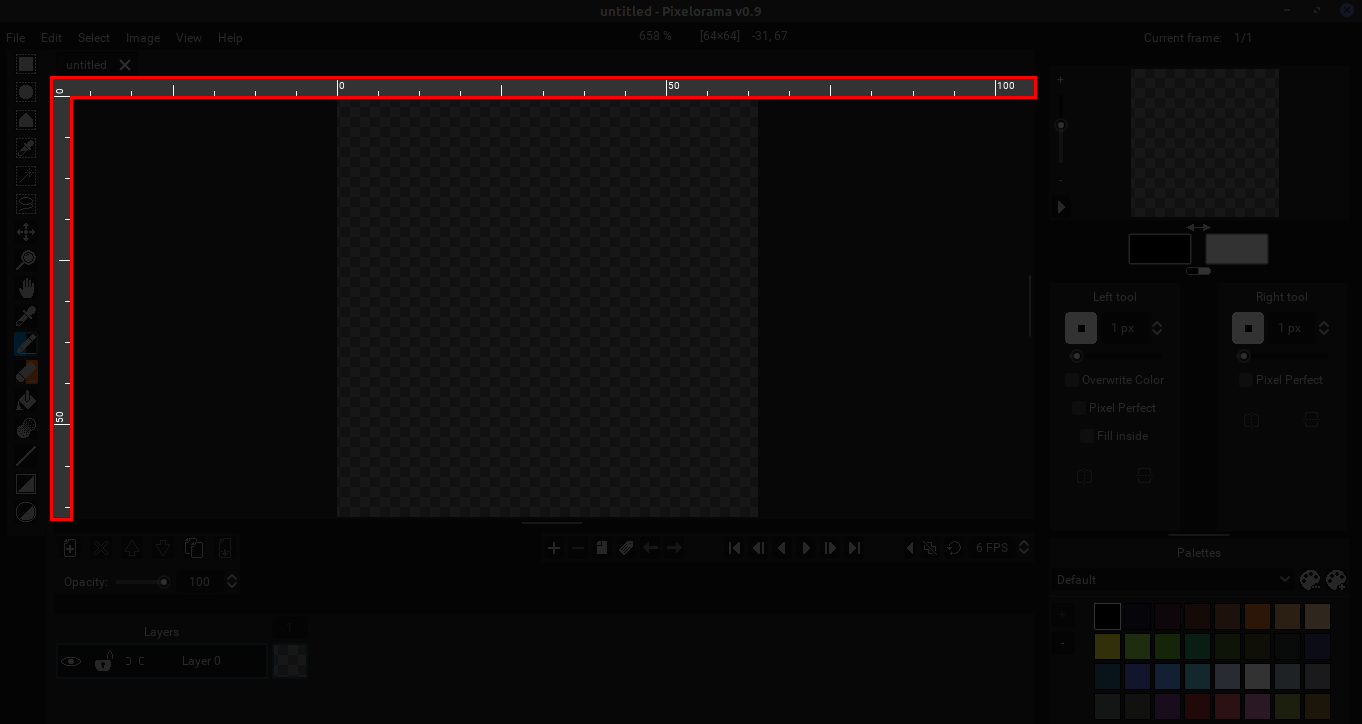 untitled - Pixelorama v0.9
File Edit Select Image View Help 658 % [64×64] -31, 67 Current frame: 1/1
untitled
0 0 50 100
50
Left tool Right tool
1 px 1 px
Overwrite Color Pixel Perfect
Pixel Perfect
Fill inside
6 FPS
Palettes
Opacity: 100 Default
Layers 1
Layer 0